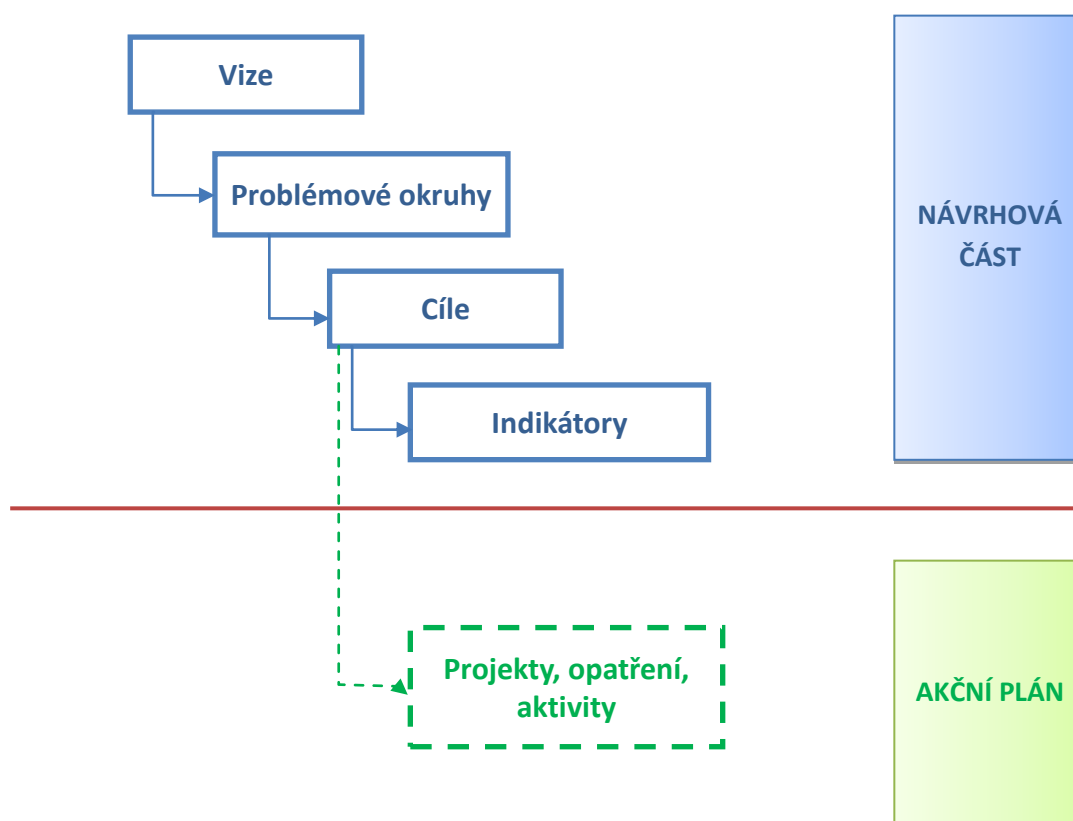 Vize
Problémové okruhy
Cíle
Indikátory
NÁVRHOVÁ
ČÁST
Projekty, opatření,
aktivity
AKČNÍ PLÁN